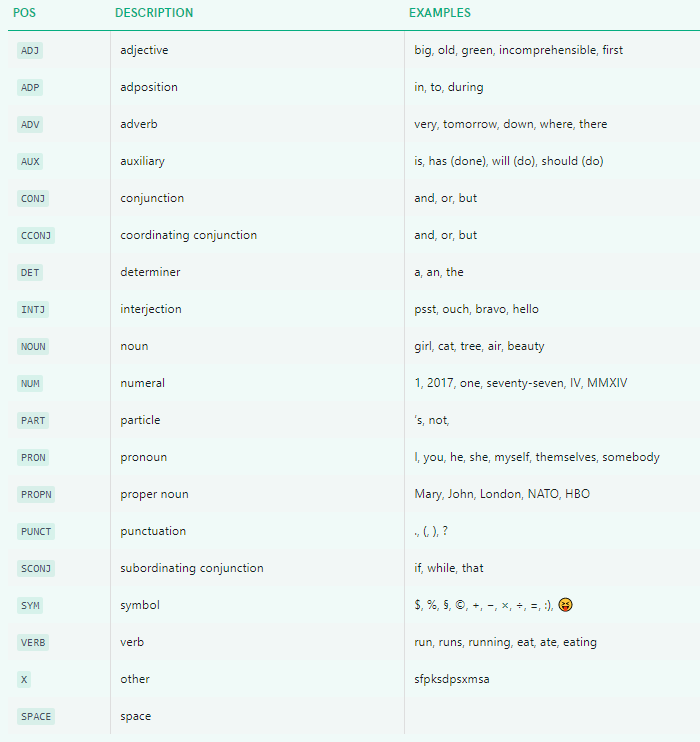 POS DESCRIPTION EXAMPLES
ADJ adjective big, old, green, incomprehensible, first
ADP adposition in, to, during
ADV adverb very, tomorrow, down, where, there
AUX auxiliary is, has (done), will (do), should (do)
CONJ conjunction and, or, but
CCONJ coordinating conjunction and, or, but
DET determiner a, an, the
INTJ interjection psst, ouch, bravo, hello
NOUN noun girl, cat, tree, air, beauty
NUM numeral 1, 2017, one, seventy-seven, IV, MMXIV
PART particle 's, not,
PRON pronoun I, you, he, she, myself, themselves, somebody
PROPN proper noun Mary, John, London, NATO, HBO
PUNCT punctuation ., (, ), ?
SCONJ subordinating conjunction if, while, that
SYM symbol $, %, §, ©, +, −, ×, ÷, =, :), 😝
VERB verb run, runs, running, eat, ate, eating
X other sfpksdpsxmsa
SPACE space